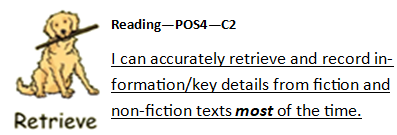 Reading—POS4—C2
I can accurately retrieve and record in-
formation/key details from fiction and
non-fiction texts most of the time.
Retrieve